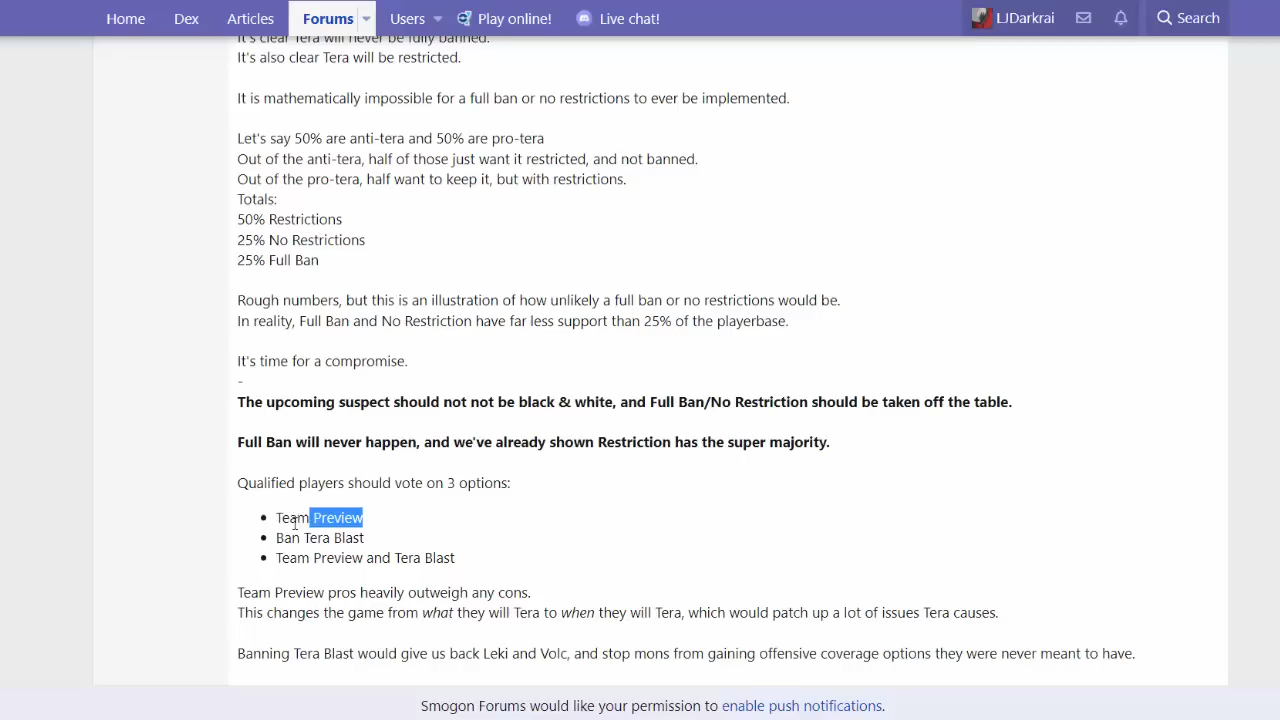 Home Dex Articles Forums Users Play online! Live chat! LJDarkrai Search
It's clear Tera will never be fully banned.
It's also clear Tera will be restricted.
It is mathematically impossible for a full ban or no restrictions to ever be implemented.
Let's say 50% are anti-tera and 50% are pro-tera
Out of the anti-tera, half of those just want it restricted, and not banned.
Out of the pro-tera, half want to keep it, but with restrictions.
Totals:
50% Restrictions
25% No Restrictions
25% Full Ban
Rough numbers, but this is an illustration of how unlikely a full ban or no restrictions would be.
In reality, Full Ban and No Restriction have far less support than 25% of the playerbase.
It's time for a compromise.
-
The upcoming suspect should not not be black & white, and Full Ban/No Restriction should be taken off the table.
Full Ban will never happen, and we've already shown Restriction has the super majority.
Qualified players should vote on 3 options:
• Team Preview
• Ban Tera Blast
• Team Preview and Tera Blast
Team Preview pros heavily outweigh any cons.
This changes the game from what they will Tera to when they will Tera, which would patch up a lot of issues Tera causes.
Banning Tera Blast would give us back Leki and Volc, and stop mons from gaining offensive coverage options they were never meant to have.
Smogon Forums would like your permission to enable push notifications.